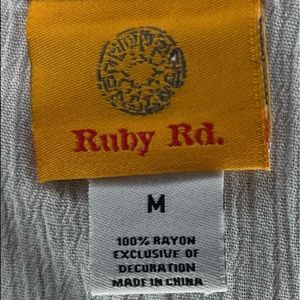 Ruby Rd.
M
100% RAYON
EXCLUSIVE OF
DECORATION
MADE IN CHINA